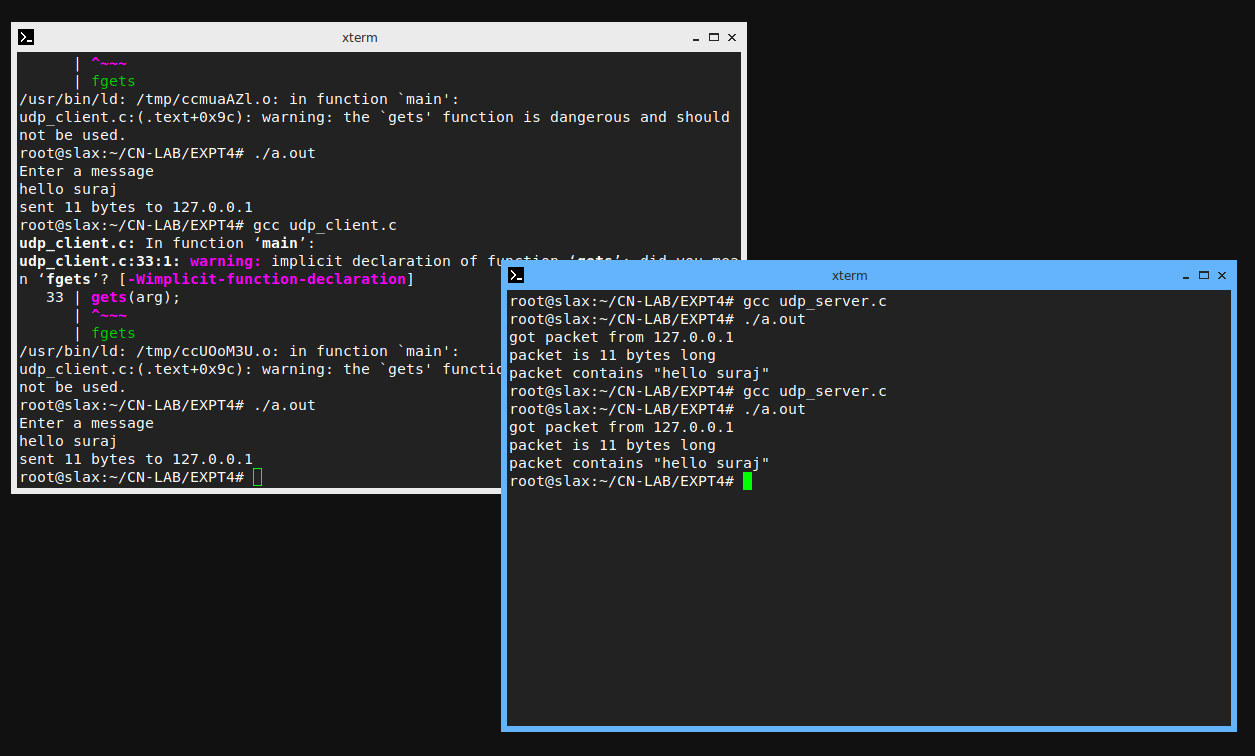 xterm
| ^~~~
| fgets
/usr/bin/ld: /tmp/ccmuaAZl.o: in function `main':
udp_client.c:(.text+0x9c): warning: the `gets' function is dangerous and should
not be used.
root@slax:~/CN-LAB/EXPT4# ./a.out
Enter a message
hello suraj
sent 11 bytes to 127.0.0.1
root@slax:~/CN-LAB/EXPT4# gcc udp_client.c
udp_client.c: In function ‘main’:
udp_client.c:33:1: warning: implicit declaration of function ‘gets’; did you mea
n ‘fgets’? [-Wimplicit-function-declaration]
33 | gets(arg);
| ^~~~
| fgets
/usr/bin/ld: /tmp/ccUOoM3U.o: in function `main':
udp_client.c:(.text+0x9c): warning: the `gets' functio
not be used.
root@slax:~/CN-LAB/EXPT4# ./a.out
Enter a message
hello suraj
sent 11 bytes to 127.0.0.1
root@slax:~/CN-LAB/EXPT4#
xterm
root@slax:~/CN-LAB/EXPT4# gcc udp_server.c
root@slax:~/CN-LAB/EXPT4# ./a.out
got packet from 127.0.0.1
packet is 11 bytes long
packet contains "hello suraj"
root@slax:~/CN-LAB/EXPT4# gcc udp_server.c
root@slax:~/CN-LAB/EXPT4# ./a.out
got packet from 127.0.0.1
packet is 11 bytes long
packet contains "hello suraj"
root@slax:~/CN-LAB/EXPT4#